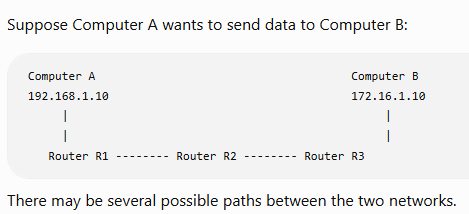 Suppose Computer A wants to send data to Computer B:
Computer A Computer B
192.168.1.10 172.16.1.10
| |
| |
Router R1 -------- Router R2 -------- Router R3
There may be several possible paths between the two networks.